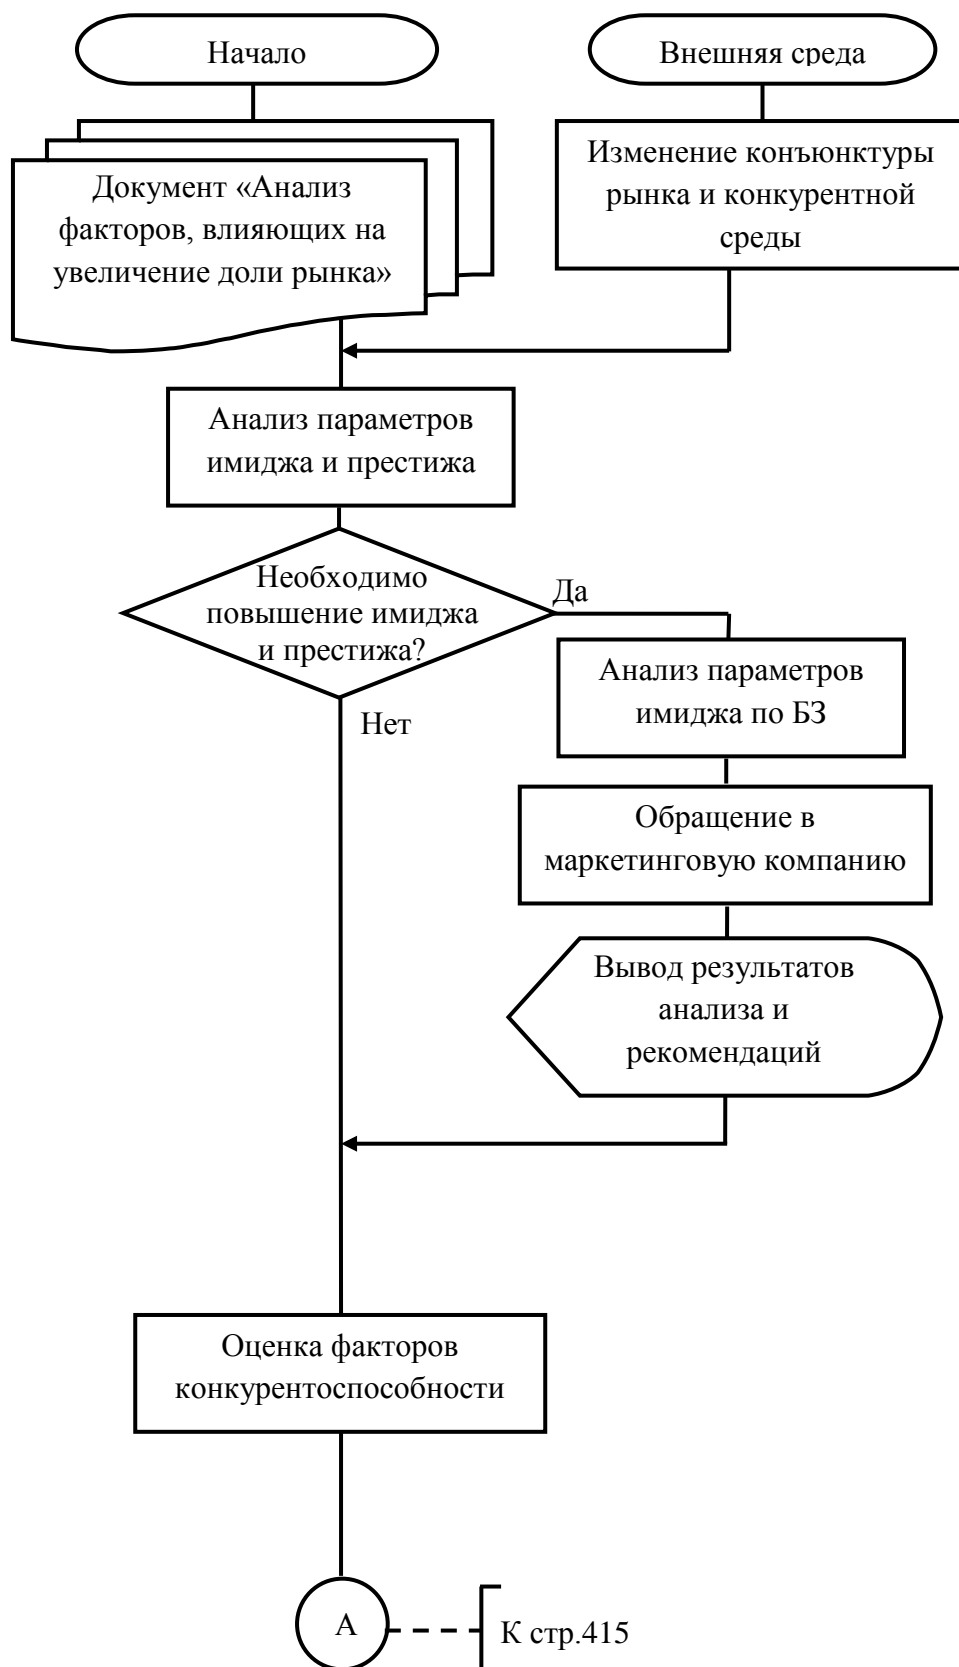 Начало
Внешняя среда
Документ «Анализ
факторов, влияющих на
увеличение доли рынка»
Изменение конъюнктуры
рынка и конкурентной
среды
Анализ параметров
имиджа и престижа
Необходимо
повышение имиджа
и престижа?
Да
Нет
Анализ параметров
имиджа по БЗ
Обращение в
маркетинговую компанию
Вывод результатов
анализа и
рекомендаций
Оценка факторов
конкурентоспособности
А
К стр.415